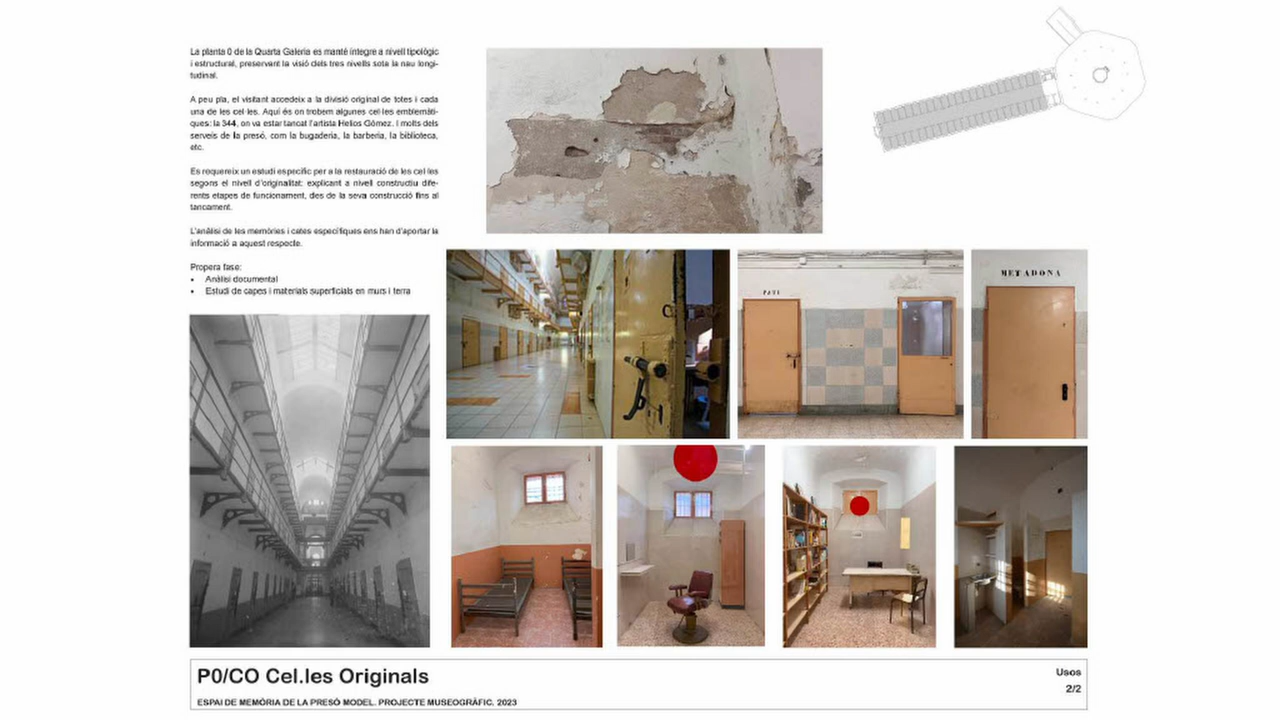 La planta 0 de la Quarta Galeria es manté íntegre a nivell tipològic
i estructural, preservant la visió dels tres nivells sota la nau longi-
tudinal.
A peu pla, el visitant accedeix a la divisió original de totes i cada
una de les cel·les. Aquí és on trobem algunes cel·les emblemàti-
ques: la 344, on va estar tancat l'artista Helios Gómez. I molts dels
serveis de la presó, com la bugaderia, la barberia, la biblioteca,
etc.
Es requereix un estudi específic per a la restauració de les cel·les
segons el nivell d'originalitat: explicant a nivell constructiu dife-
rents etapes de funcionament, des de la seva construcció fins al
tancament.
L'anàlisi de les memòries i cates específiques ens han d'aportar la
informació a aquest respecte.
Propera fase:
• Anàlisi documental
• Estudi de capes i materials superficials en murs i terra
PATI
METADONA
P0/CO Cel.les Originals
ESPAI DE MEMÒRIA DE LA PRESÓ MODEL. PROJECTE MUSEOGRÀFIC. 2023
Usos
2/2